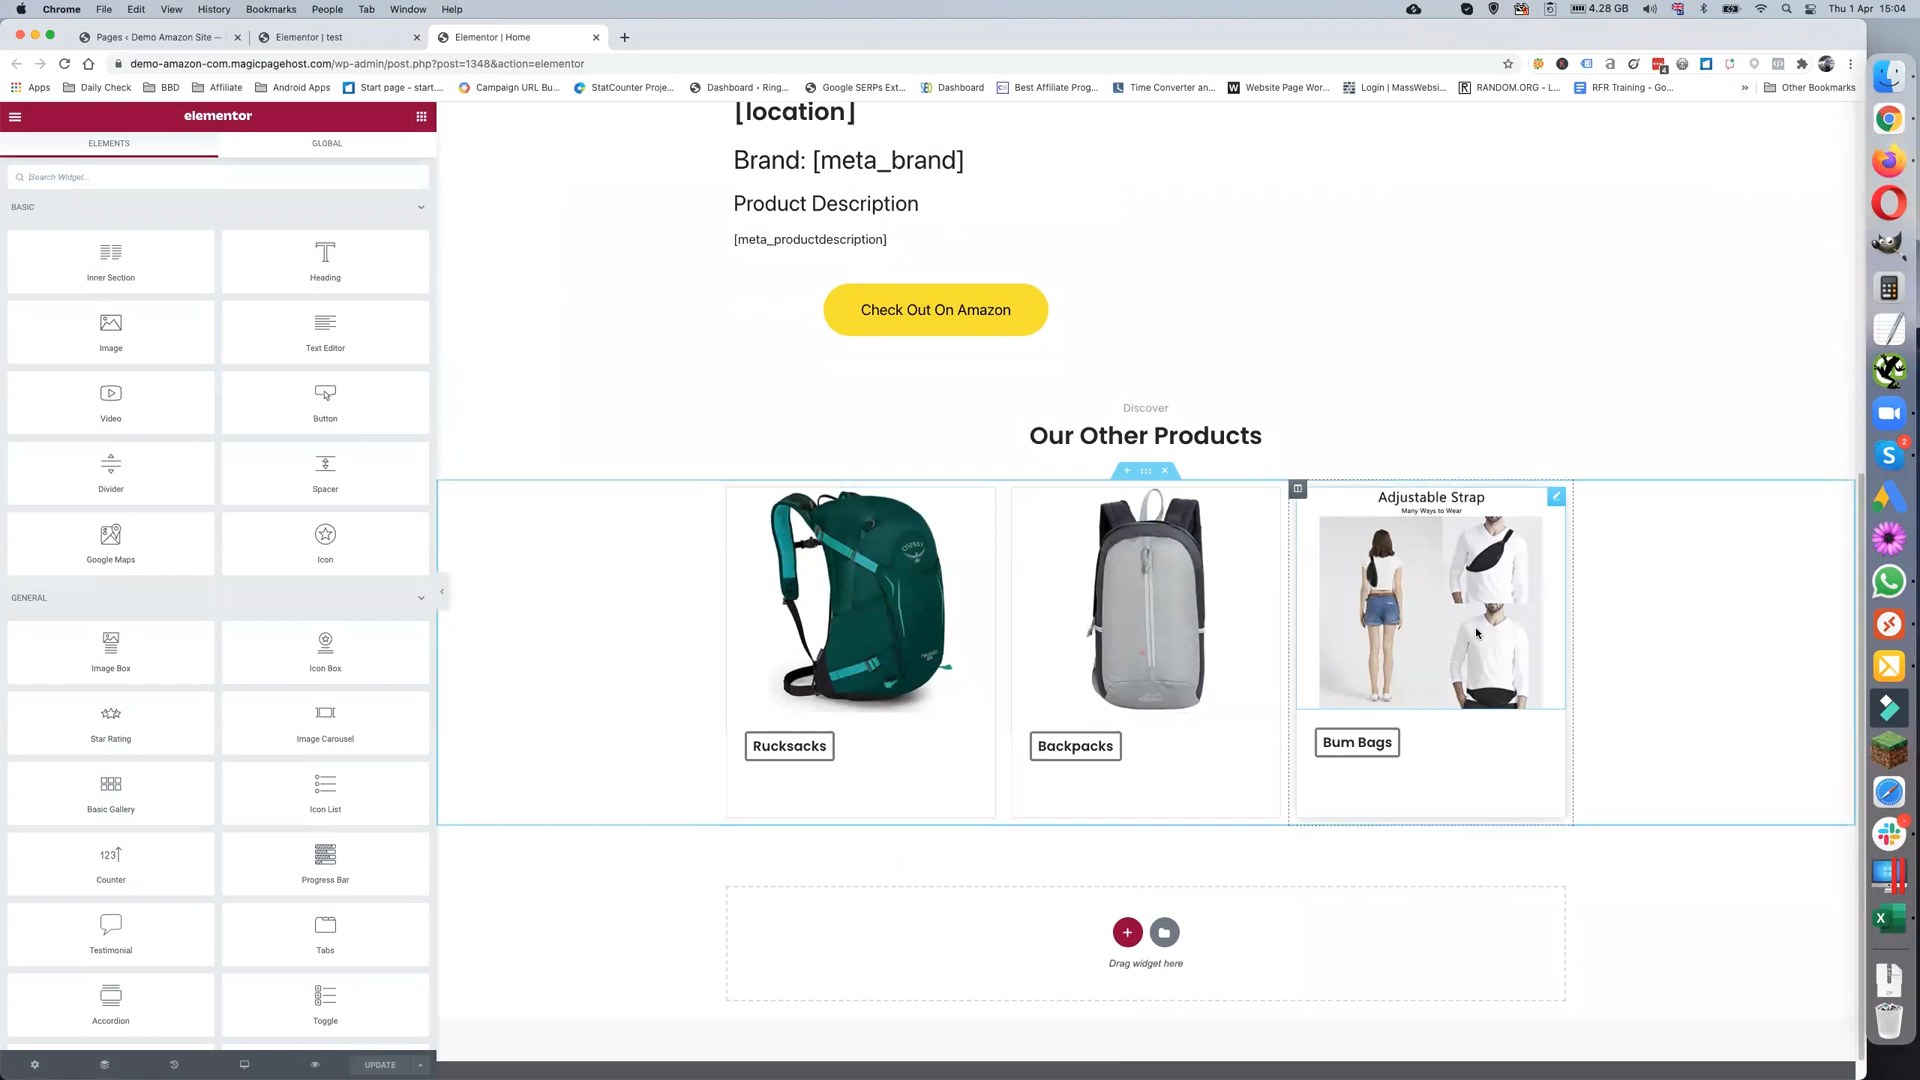 Chrome File Edit View History Bookmarks People Tab Window Help
4.28 GB Thu 1 Apr 15:04
Pages ‹ Demo Amazon Site —
Elementor | test
Elementor | Home
demo-amazon-com.magicpagehost.com/wp-admin/post.php?post=1348&action=elementor
Apps Daily Check BBD Affiliate Android Apps Start page - start.... Campaign URL Bu... StatCounter Proje... Dashboard - Ring... Google SERPs Ext... Dashboard Best Affiliate Prog... Time Converter an... Website Page Wor... Login | MassWebsi... RANDOM.ORG - L... RFR Training - Go... » Other Bookmarks
elementor
ELEMENTS GLOBAL
Search Widget...
BASIC
Inner Section Heading
Image Text Editor
Video Button
Divider Spacer
Google Maps Icon
GENERAL
Image Box Icon Box
Star Rating Image Carousel
Basic Gallery Icon List
Counter Progress Bar
Testimonial Tabs
Accordion Toggle
UPDATE
[location]
Brand: [meta_brand]
Product Description
[meta_productdescription]
Check Out On Amazon
Discover
Our Other Products
OSPREY
Adjustable Strap
Many Ways to Wear
Rucksacks
Backpacks
Bum Bags
Drag widget here